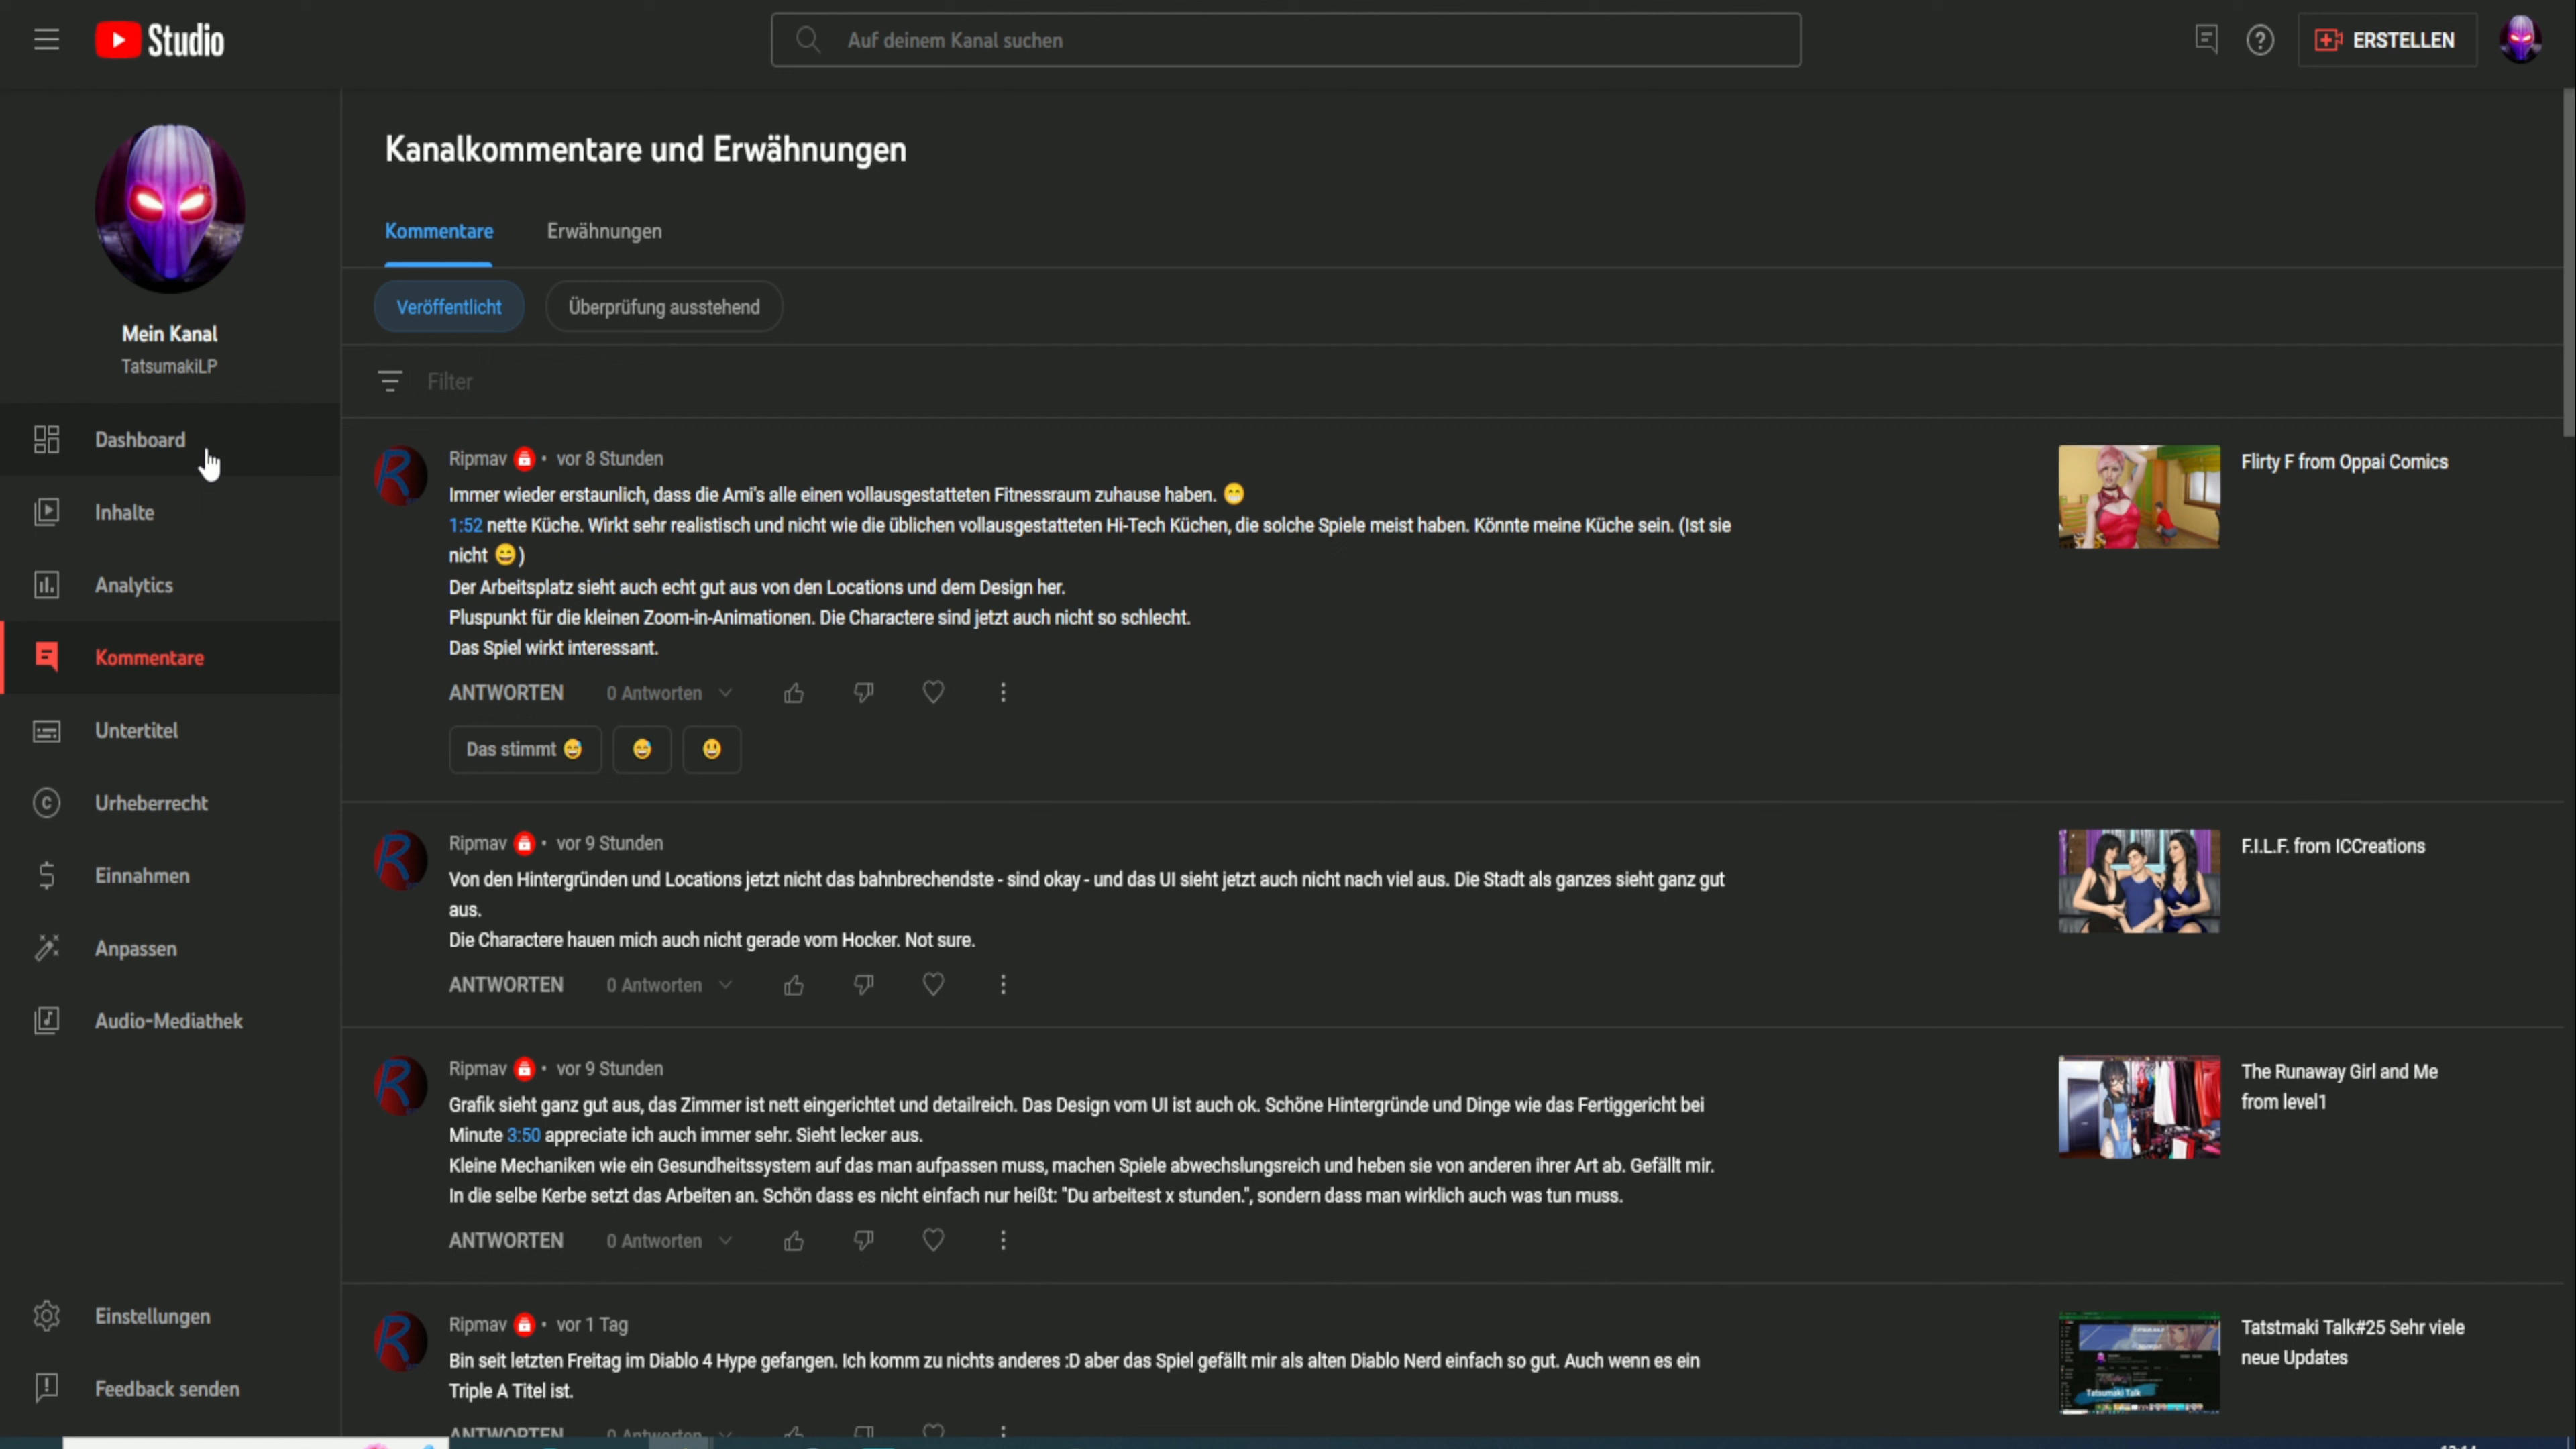 Studio
Auf deinem Kanal suchen
ERSTELLEN
Mein Kanal
TatsumakiLP
Dashboard
Inhalte
Analytics
Kommentare
Untertitel
Urheberrecht
Einnahmen
Anpassen
Audio-Mediathek
Einstellungen
Feedback senden
Kanalkommentare und Erwähnungen
Kommentare
Erwähnungen
Veröffentlicht
Überprüfung ausstehend
Filter
Ripmav • vor 8 Stunden
Immer wieder erstaunlich, dass die Ami's alle einen vollausgestatteten Fitnessraum zuhause haben. 😁
1:52 nette Küche. Wirkt sehr realistisch und nicht wie die üblichen vollausgestatteten Hi-Tech Küchen, die solche Spiele meist haben. Könnte meine Küche sein. (Ist sie
nicht 😄)
Der Arbeitsplatz sieht auch echt gut aus von den Locations und dem Design her.
Pluspunkt für die kleinen Zoom-in-Animationen. Die Charactere sind jetzt auch nicht so schlecht.
Das Spiel wirkt interessant.
ANTWORTEN
0 Antworten
Das stimmt 😅
😅
😃
Flirty F from Oppai Comics
Ripmav • vor 9 Stunden
Von den Hintergründen und Locations jetzt nicht das bahnbrechendste - sind okay - und das UI sieht jetzt auch nicht nach viel aus. Die Stadt als ganzes sieht ganz gut
aus.
Die Charactere hauen mich auch nicht gerade vom Hocker. Not sure.
ANTWORTEN
0 Antworten
F.I.L.F. from ICCreations
Ripmav • vor 9 Stunden
Grafik sieht ganz gut aus, das Zimmer ist nett eingerichtet und detailreich. Das Design vom UI ist auch ok. Schöne Hintergründe und Dinge wie das Fertiggericht bei
Minute 3:50 appreciate ich auch immer sehr. Sieht lecker aus.
Kleine Mechaniken wie ein Gesundheitssystem auf das man aufpassen muss, machen Spiele abwechslungsreich und heben sie von anderen ihrer Art ab. Gefällt mir.
In die selbe Kerbe setzt das Arbeiten an. Schön dass es nicht einfach nur heißt: "Du arbeitest x stunden.", sondern dass man wirklich auch was tun muss.
ANTWORTEN
0 Antworten
The Runaway Girl and Me
from level1
Ripmav • vor 1 Tag
Bin seit letzten Freitag im Diablo 4 Hype gefangen. Ich komm zu nichts anderes :D aber das Spiel gefällt mir als alten Diablo Nerd einfach so gut. Auch wenn es ein
Triple A Titel ist.
ANTWORTEN
0 Antworten
Tatstmaki Talk#25 Sehr viele
neue Updates
Tatsumaki Talk